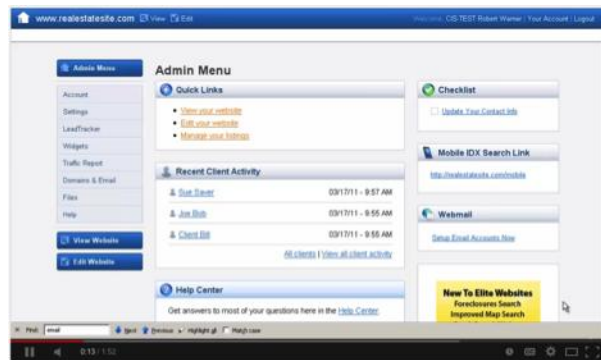 www.realestatesite.com View Edit
Welcome, CIS-TEST Robert Warner | Your Account | Logout
Admin Menu
Account
Settings
LeadTracker
Widgets
Traffic Report
Domains & Email
Files
Help
View Website
Edit Website
Admin Menu
Quick Links
View your website
Edit your website
Manage your listings
Recent Client Activity
Sue Saver 03/17/11 - 9:57 AM
Joe Bob 03/17/11 - 9:56 AM
Client Bill 03/17/11 - 9:55 AM
All clients | View all client activity
Help Center
Get answers to most of your questions here in the Help Center.
Checklist
Update Your Contact Info
Mobile IDX Search Link
http://realestatesite.com/mobile
Webmail
Setup Email Accounts Now
New To Elite Websites
Foreclosures Search
Improved Map Search
Find: email Next Previous Highlight all Match case
0:13 / 1:52